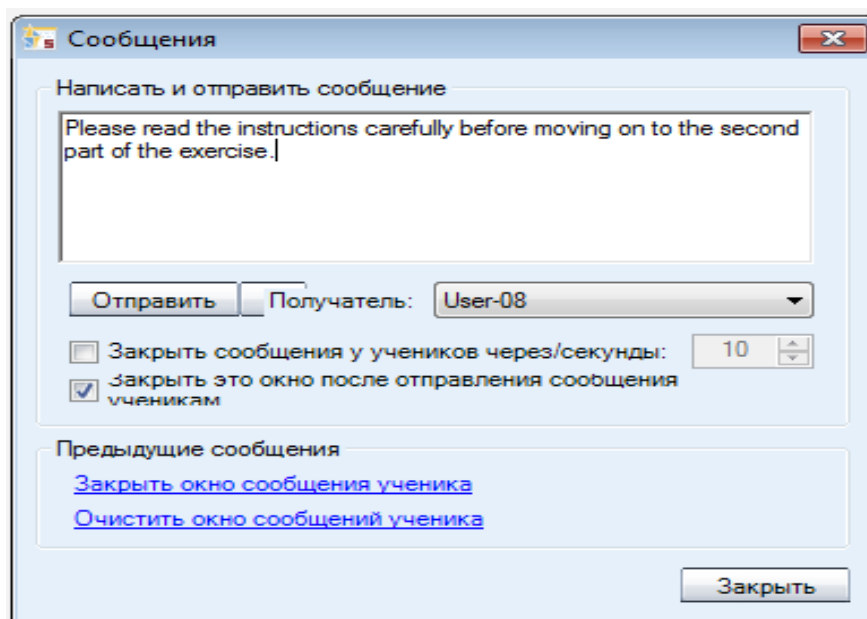 Сообщения
Написать и отправить сообщение
Please read the instructions carefully before moving on to the second
part of the exercise.
Отправить Получатель: User-08
Закрыть сообщения у учеников через/секунды: 10
Закрыть это окно после отправления сообщения
ученикам
Предыдущие сообщения
Закрыть окно сообщения ученика
Очистить окно сообщений ученика
Закрыть